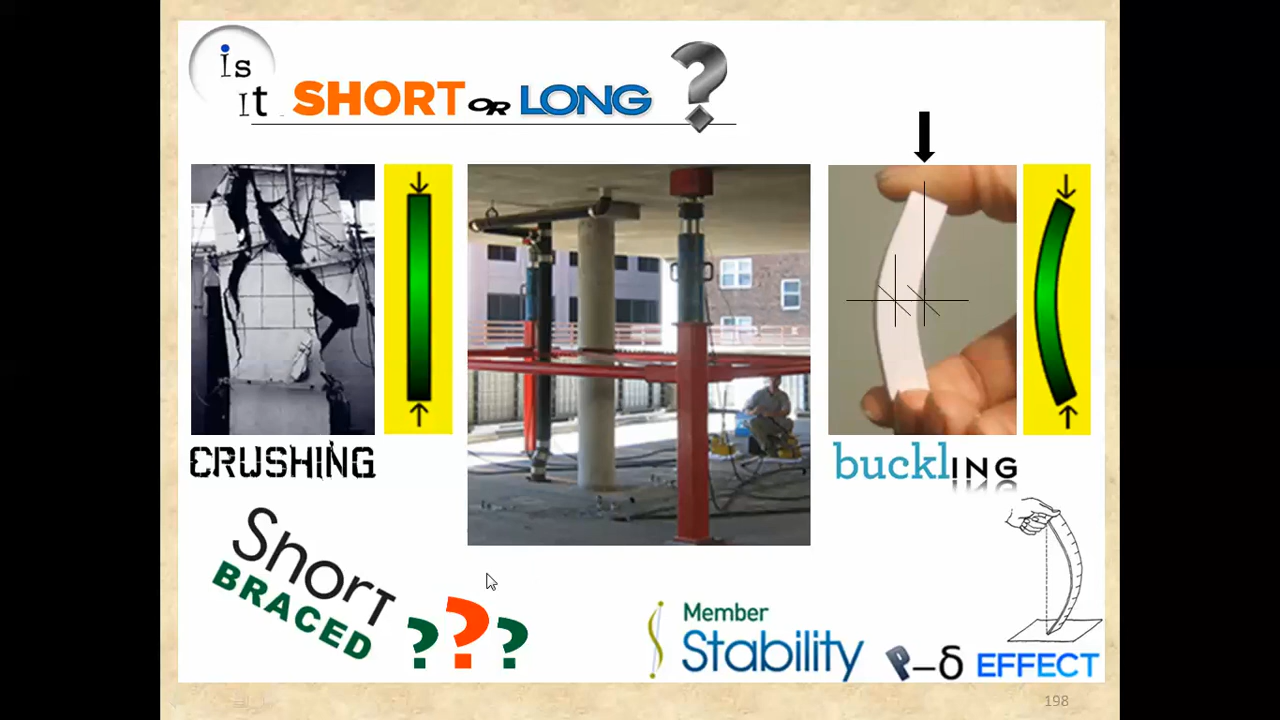 Is
It SHORT OR LONG ?
CRUSHING
buckLING
Short
BRACED ???
Member
Stability
P-δ EFFECT
198